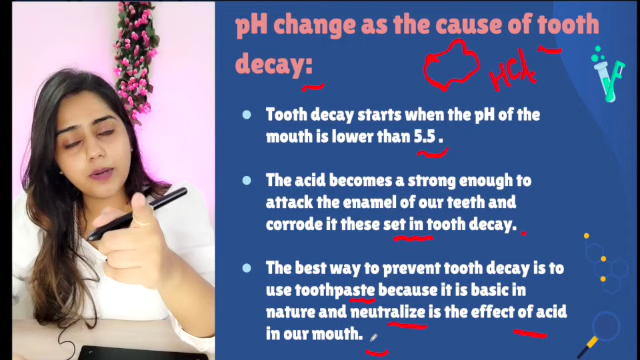 pH change as the cause of tooth
decay:
HCl
Tooth decay starts when the pH of the
mouth is lower than 5.5 .
The acid becomes a strong enough to
attack the enamel of our teeth and
corrode it these set in tooth decay.
The best way to prevent tooth decay is to
use toothpaste because it is basic in
nature and neutralize is the effect of acid
in our mouth.